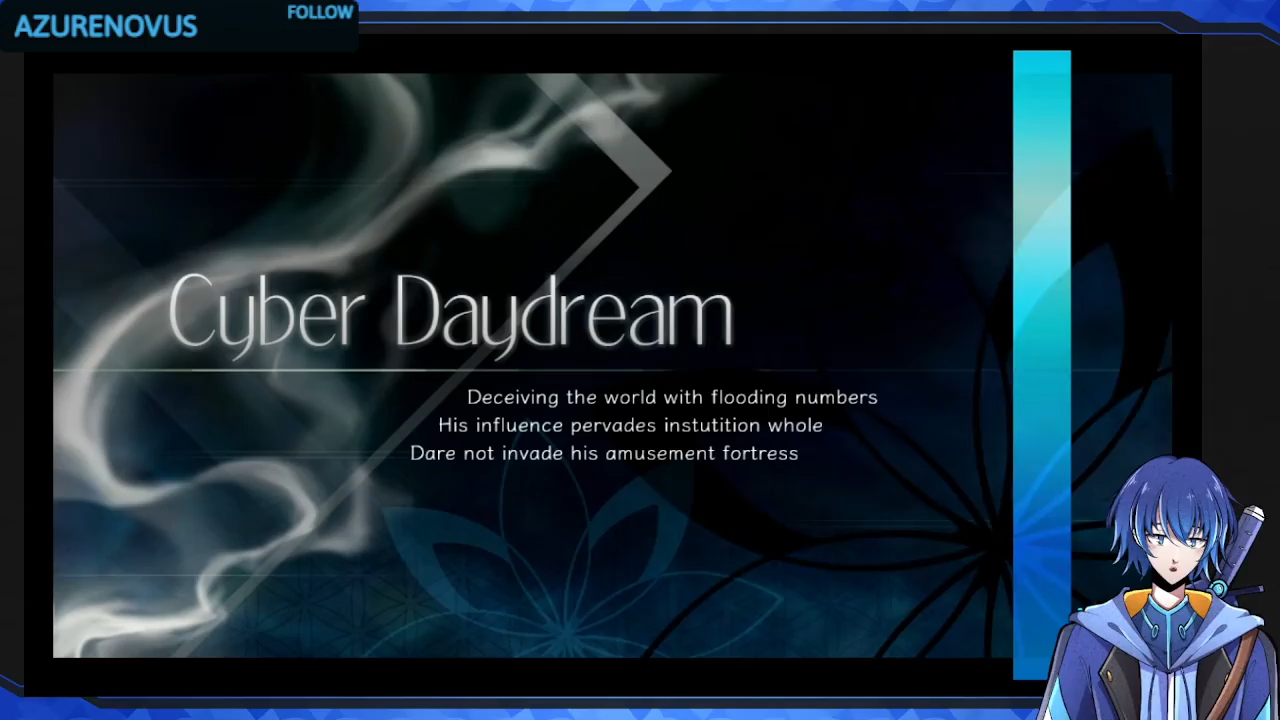 AZURENOVUS
FOLLOW
Cyber Daydream
Deceiving the world with flooding numbers
His influence pervades instutition whole
Dare not invade his amusement fortress